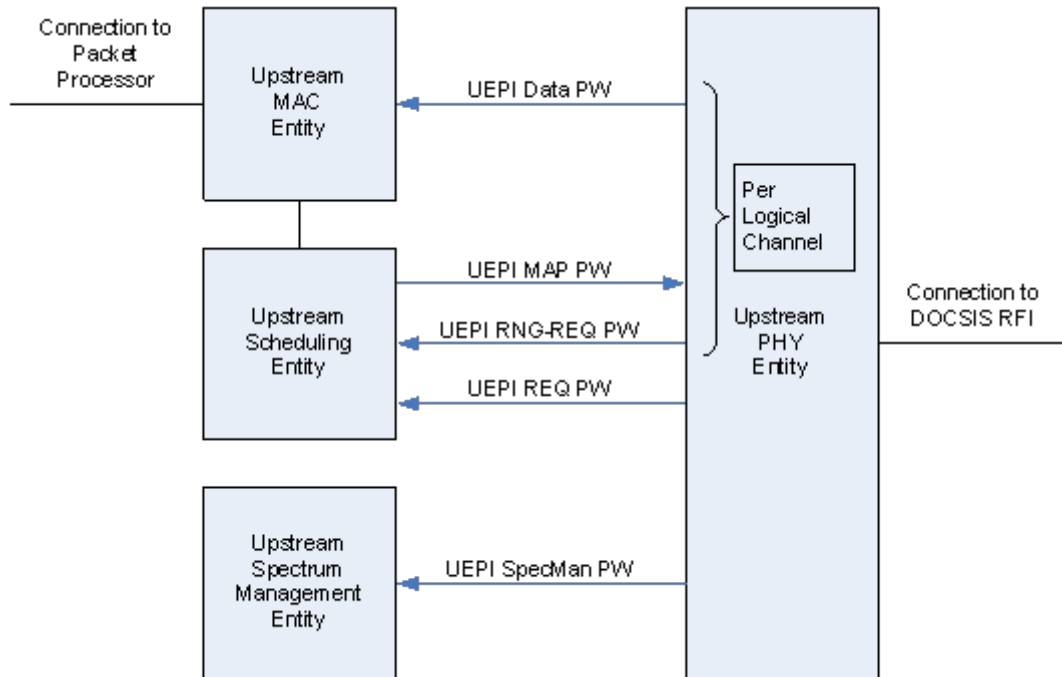 Connection to
Packet
Processor
Upstream
MAC
Entity
UEPI Data PW
Per
Logical
Channel
Upstream
Scheduling
Entity
UEPI MAP PW
UEPI RNG-REQ PW
UEPI REQ PW
Upstream
PHY
Entity
Connection to
DOCSIS RFI
Upstream
Spectrum
Management
Entity
UEPI SpecMan PW